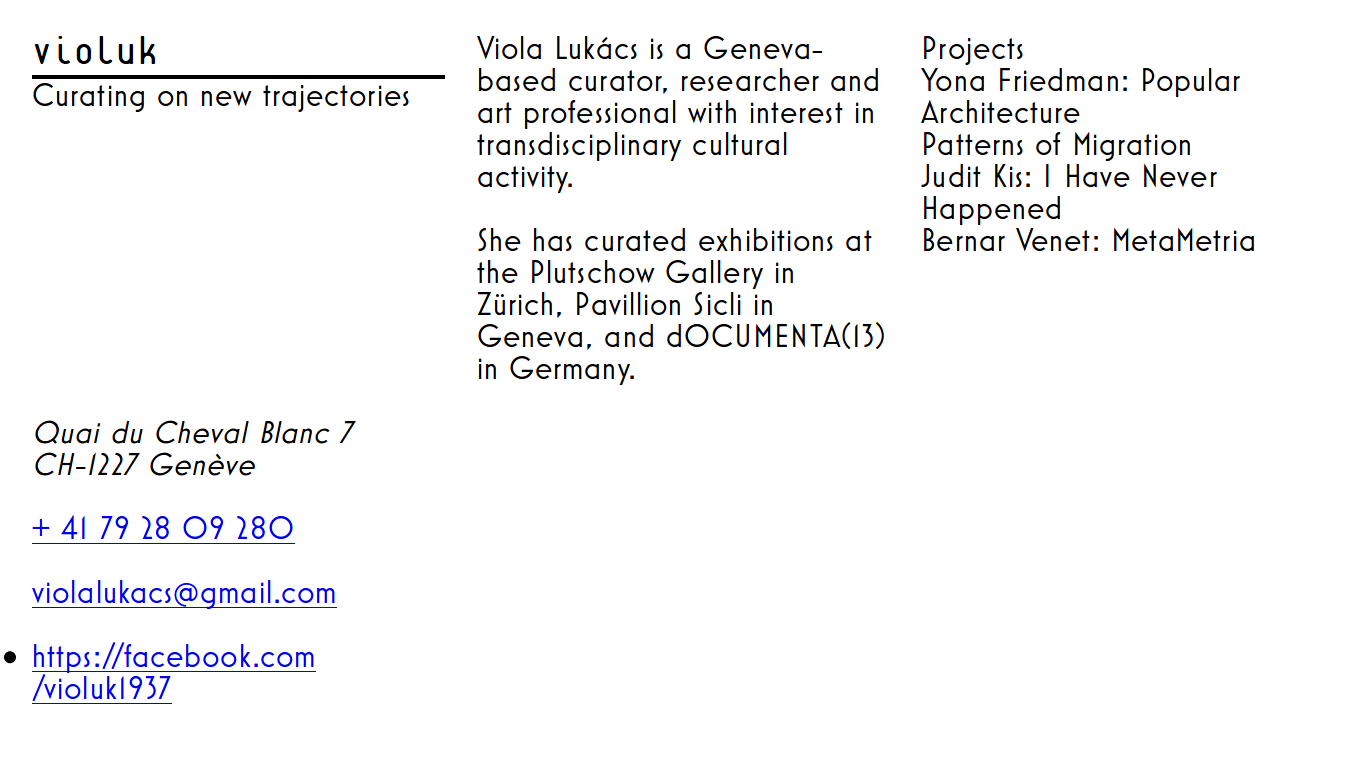 violuk
Curating on new trajectories
Quai du Cheval Blanc 7
CH-1227 Genève
+ 41 79 28 09 280
violalukacs@gmail.com
https://facebook.com
/violuk1937
Viola Lukács is a Geneva-
based curator, researcher and
art professional with interest in
transdisciplinary cultural
activity.
She has curated exhibitions at
the Plutschow Gallery in
Zürich, Pavillion Sicli in
Geneva, and dOCUMENTA(13)
in Germany.
Projects
Yona Friedman: Popular
Architecture
Patterns of Migration
Judit Kis: I Have Never
Happened
Bernar Venet: MetaMetria